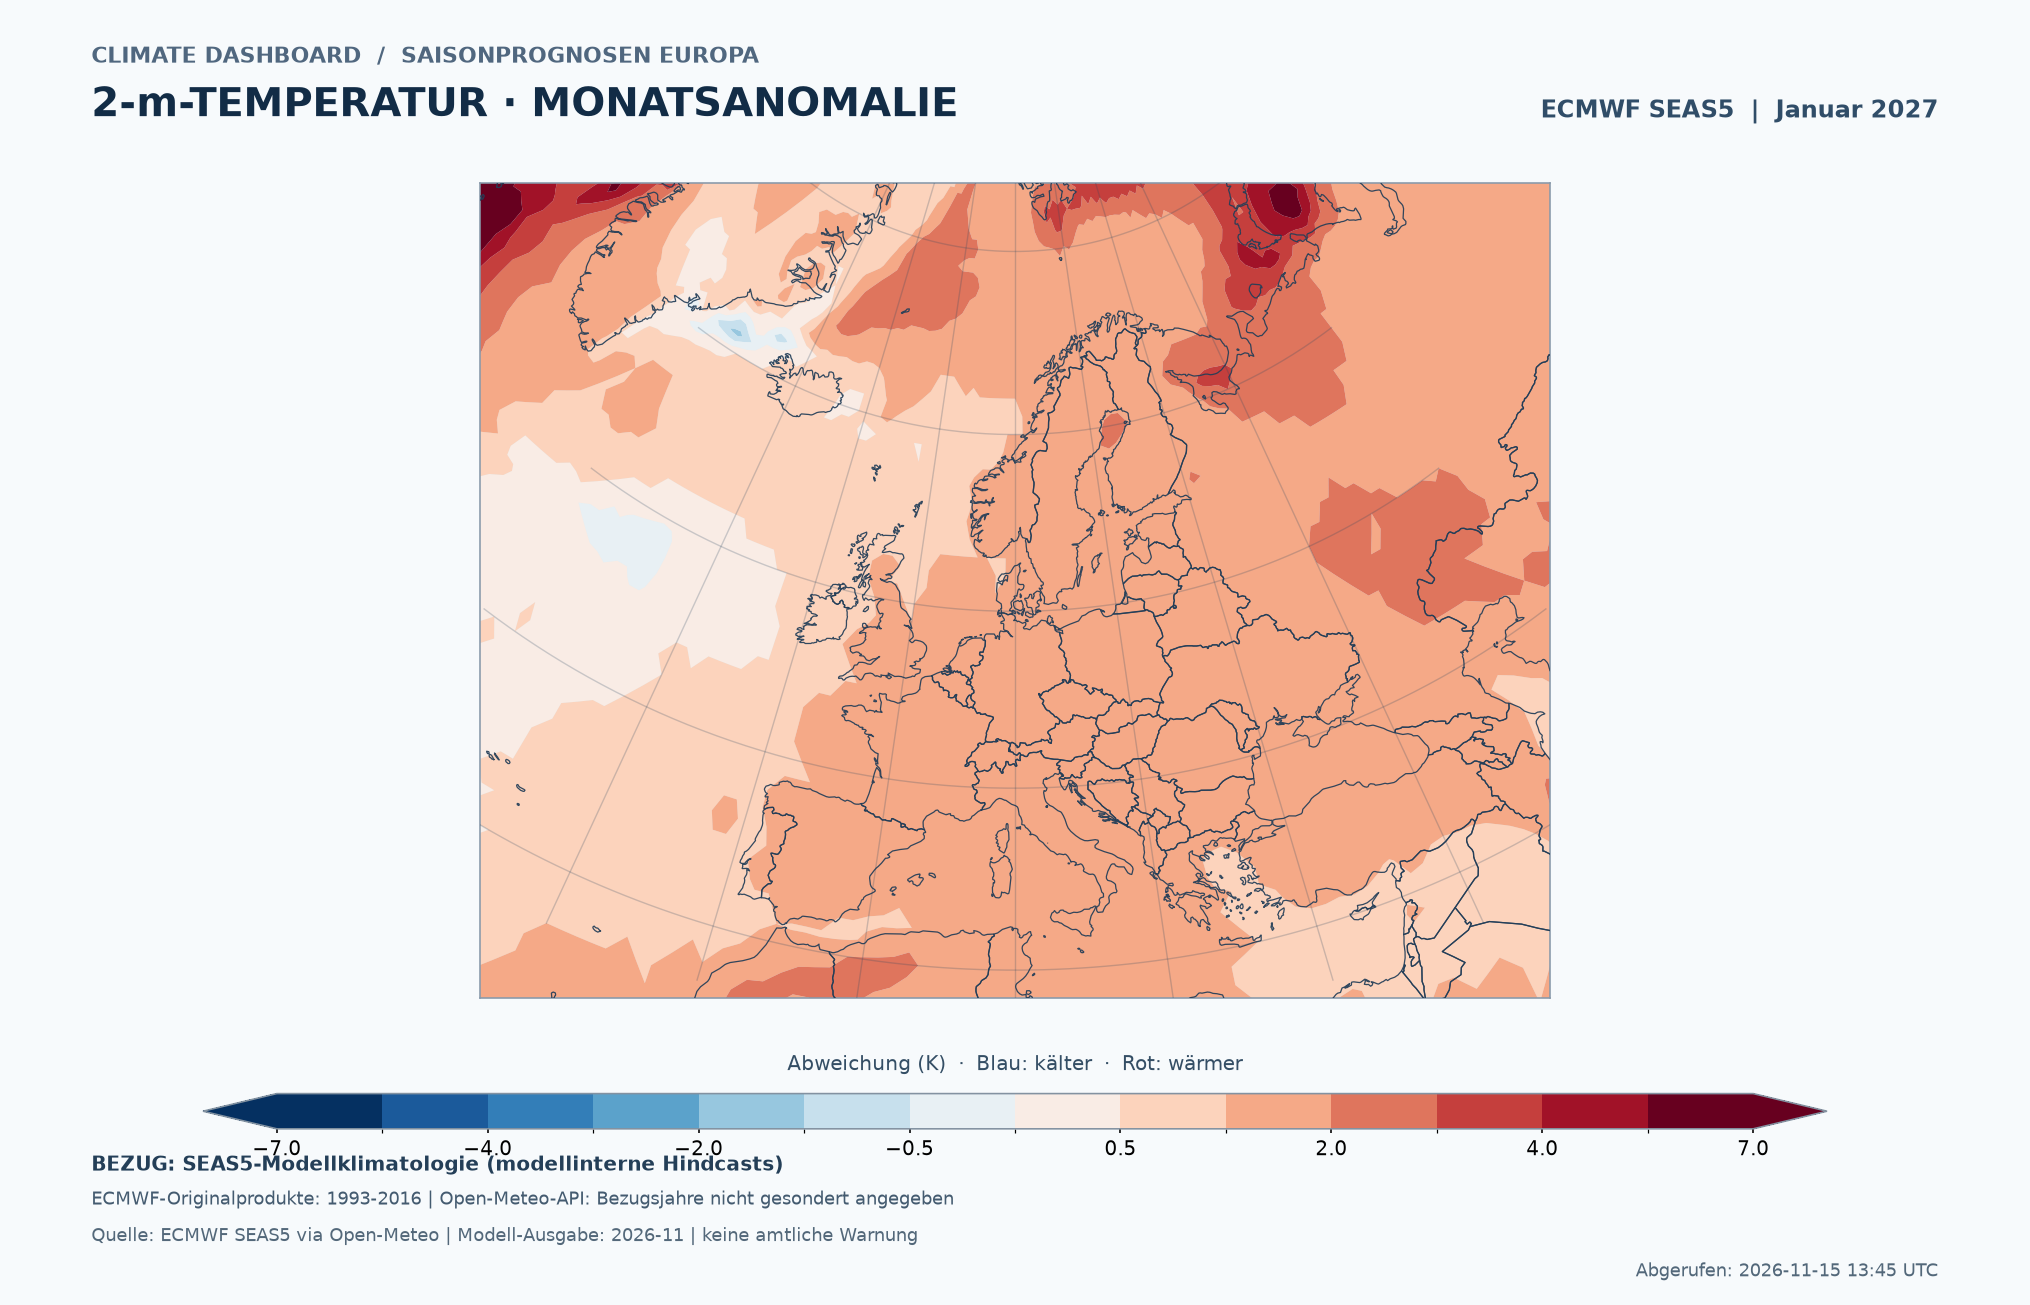 CLIMATE DASHBOARD / SAISONPROGNOSEN EUROPA
2-m-TEMPERATUR · MONATSANOMALIE
ECMWF SEAS5 | Januar 2027
Abweichung (K) · Blau: kälter · Rot: wärmer
−7.0 −4.0 −2.0 −0.5 0.5 2.0 4.0 7.0
BEZUG: SEAS5-Modellklimatologie (modellinterne Hindcasts)
ECMWF-Originalprodukte: 1993-2016 | Open-Meteo-API: Bezugsjahre nicht gesondert angegeben
Quelle: ECMWF SEAS5 via Open-Meteo | Modell-Ausgabe: 2026-11 | keine amtliche Warnung
Abgerufen: 2026-11-15 13:45 UTC